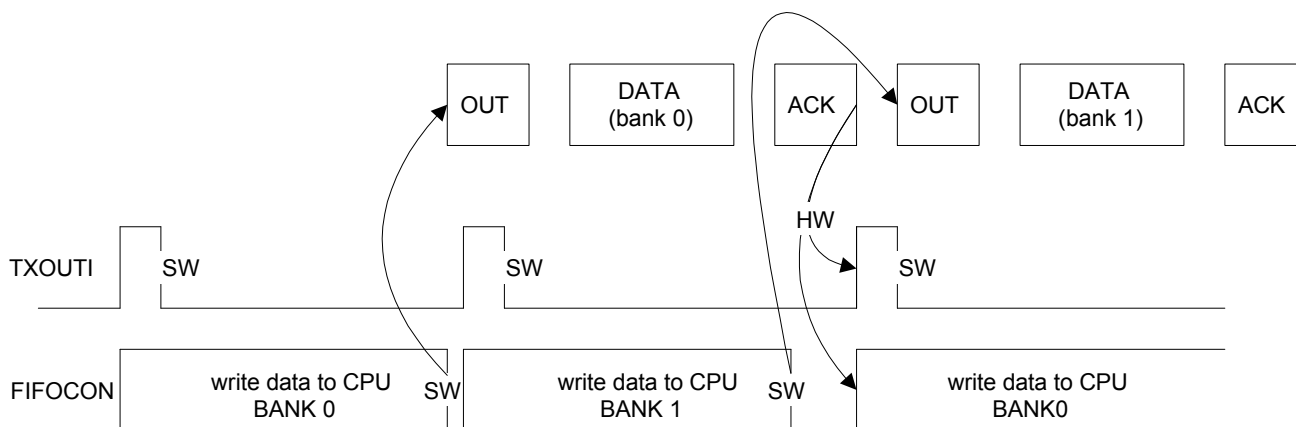 OUT
DATA
(bank 0)
ACK
OUT
DATA
(bank 1)
ACK
HW
TXOUTI
SW
SW
SW
FIFOCON
write data to CPU
BANK 0
SW
write data to CPU
BANK 1
SW
write data to CPU
BANK0